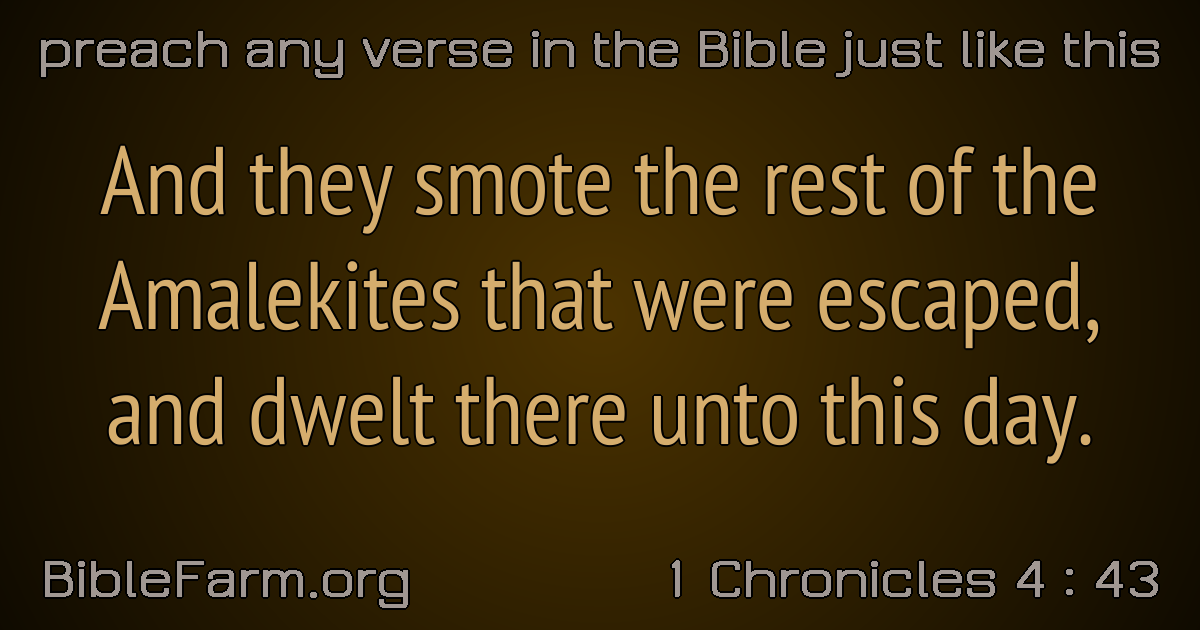 preach any verse in the Bible just like this
And they smote the rest of the
Amalekites that were escaped,
and dwelt there unto this day.
BibleFarm.org
1 Chronicles 4 : 43